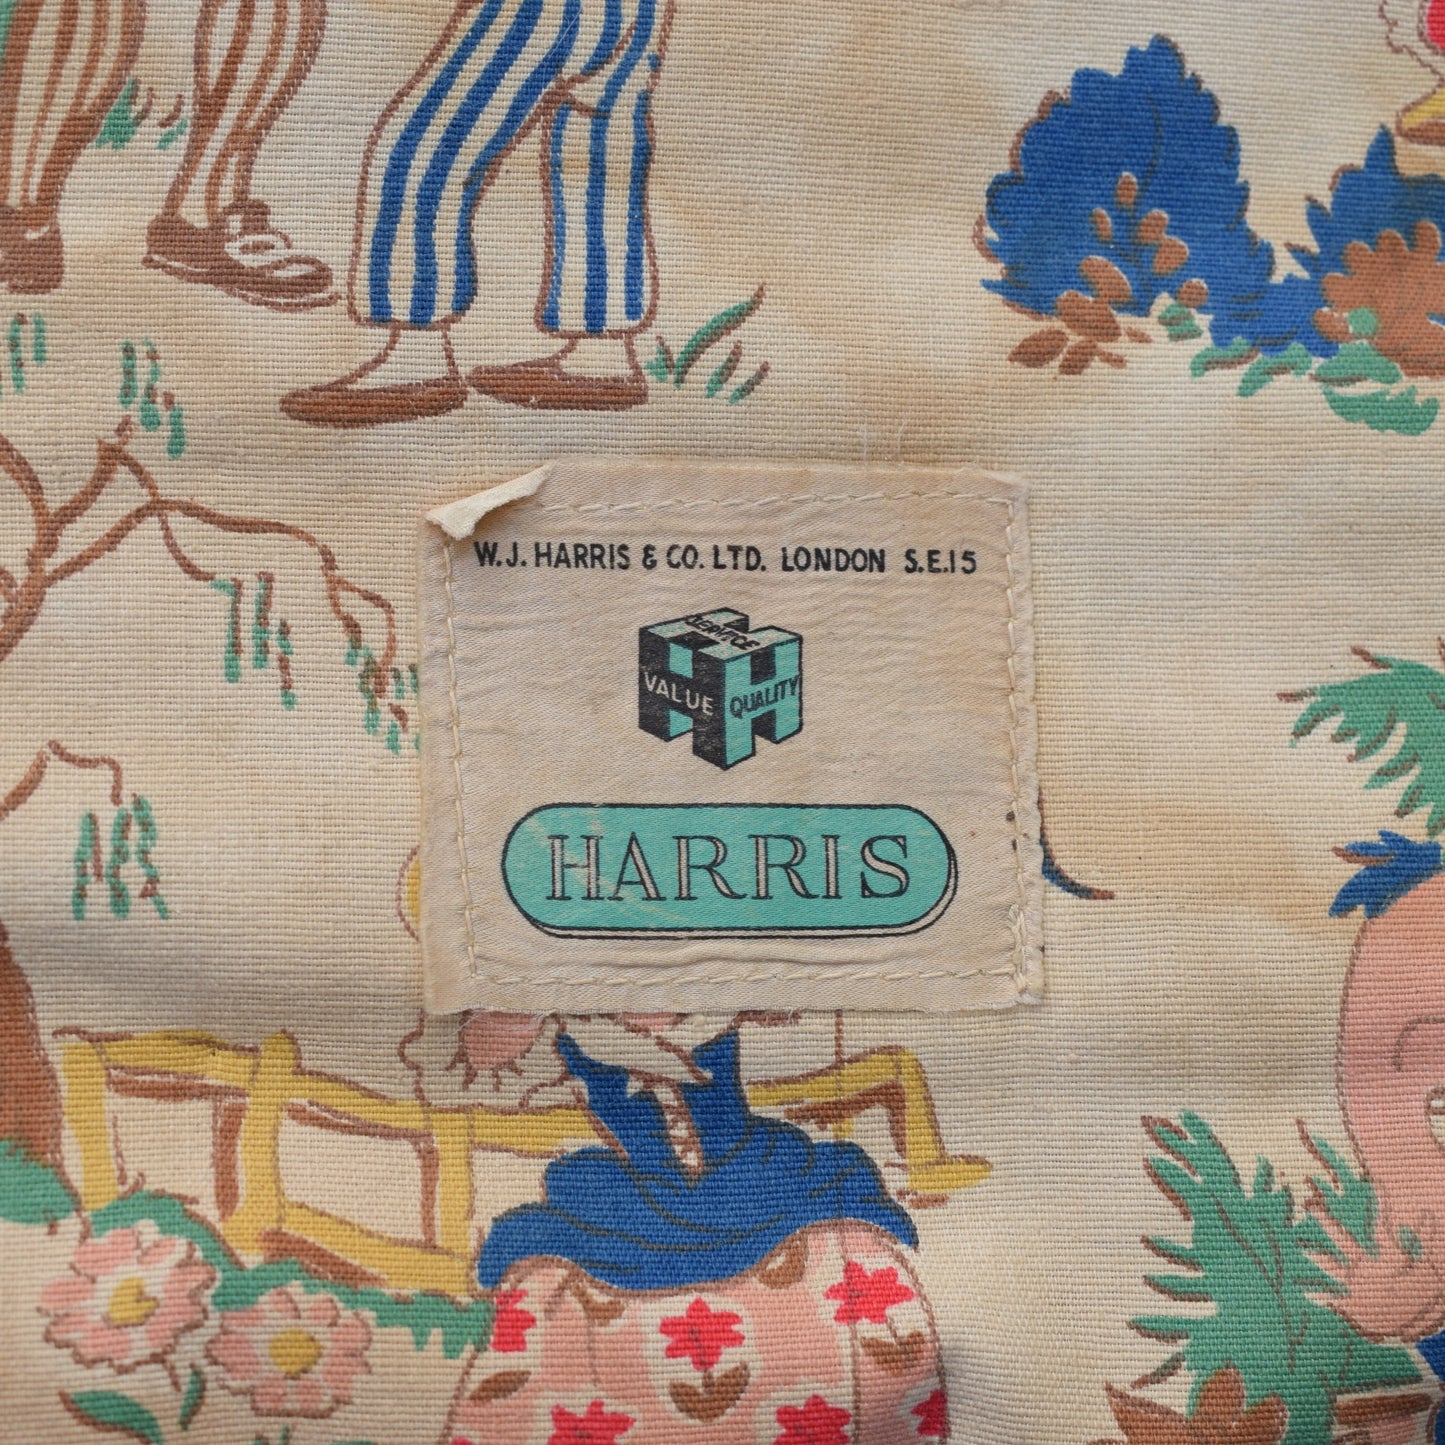 W.J. HARRIS & CO. LTD. LONDON S.E.15
SERVICE
VALUE QUALITY
HARRIS